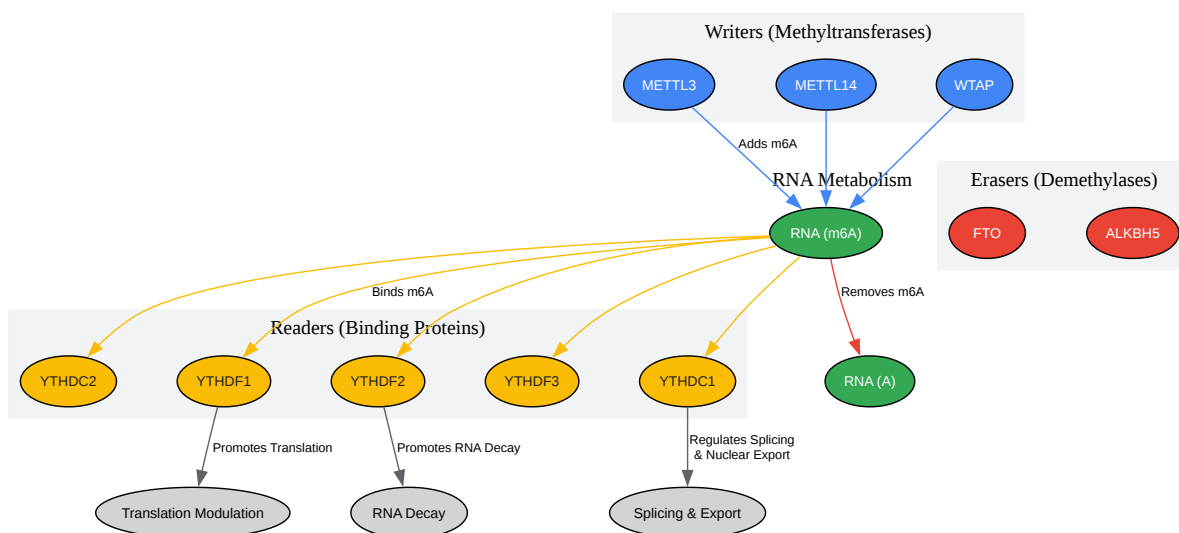 Writers (Methyltransferases)
METTL3
METTL14
WTAP
Adds m6A
RNA Metabolism
Erasers (Demethylases)
RNA (m6A)
FTO
ALKBH5
Binds m6A
Removes m6A
Readers (Binding Proteins)
YTHDC2
YTHDF1
YTHDF2
YTHDF3
YTHDC1
RNA (A)
Promotes Translation
Promotes RNA Decay
Regulates Splicing
& Nuclear Export
Translation Modulation
RNA Decay
Splicing & Export